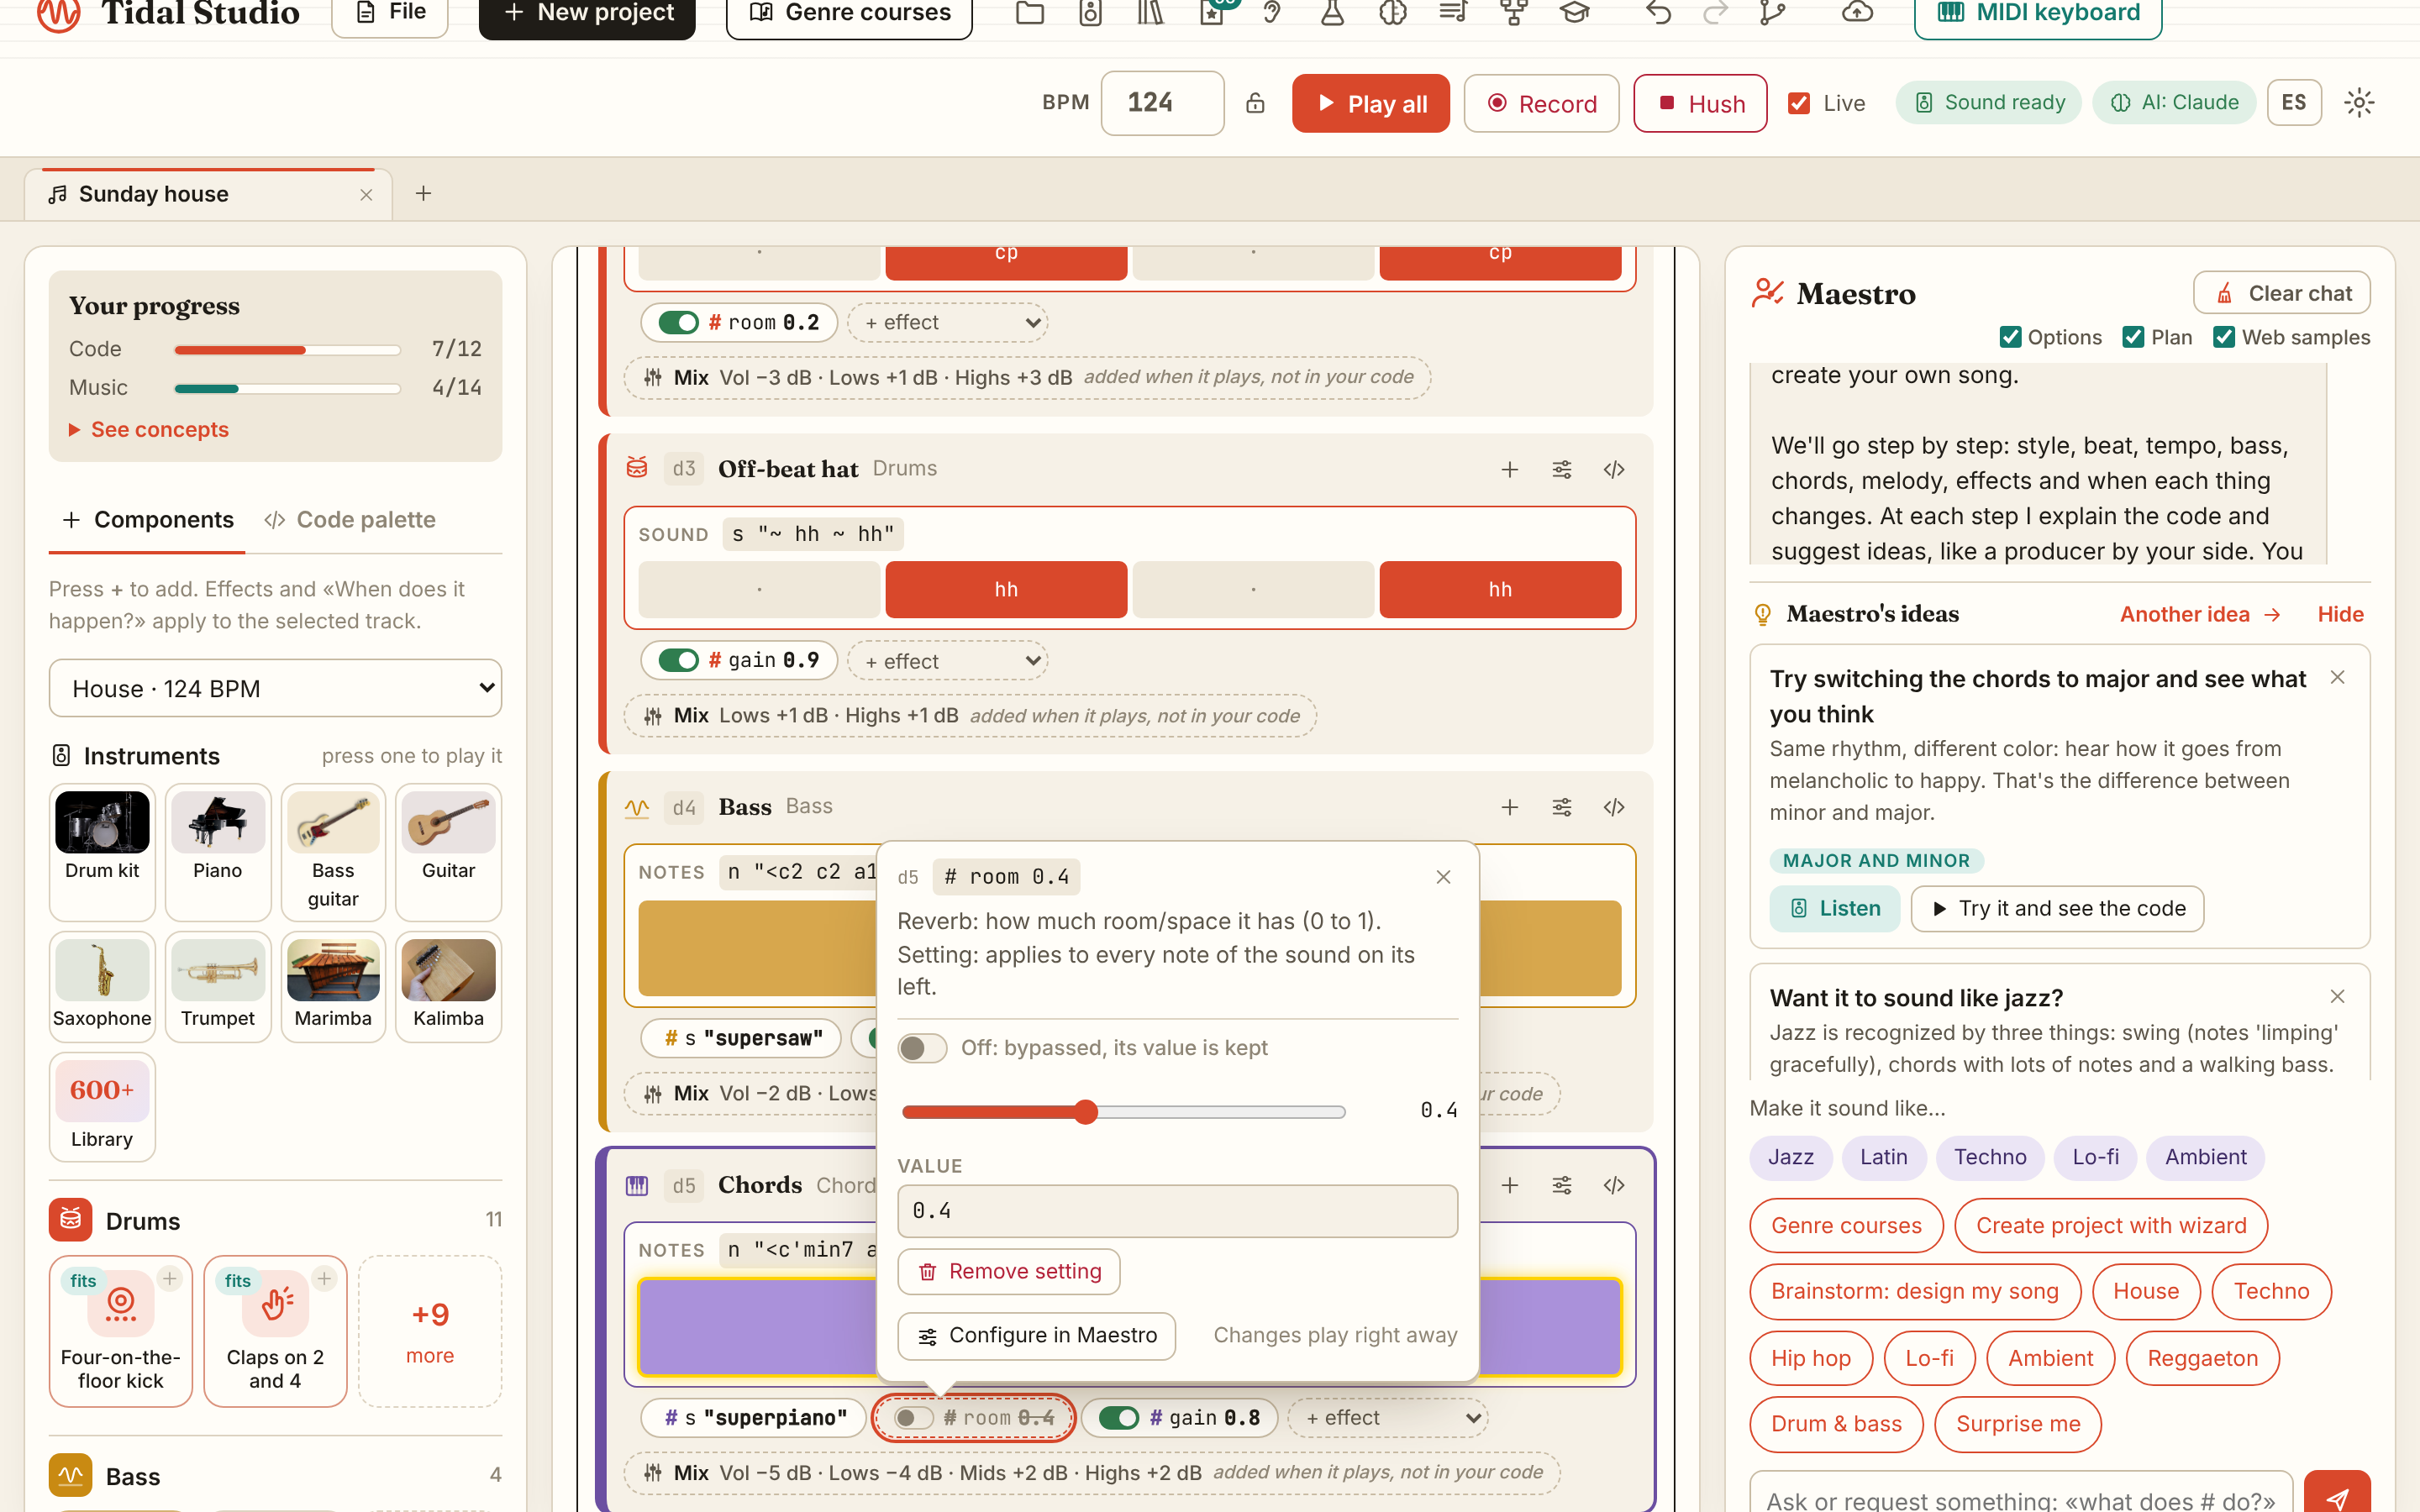 Tidal Studio
File
+ New project
Genre courses
MIDI keyboard
BPM
124
Play all
Record
Hush
Live
Sound ready
AI: Claude
ES
Sunday house
Your progress
Code 7/12
Music 4/14
See concepts
+ Components
</> Code palette
Press + to add. Effects and «When does it
happen?» apply to the selected track.
House · 124 BPM
Instruments
press one to play it
Drum kit
Piano
Bass
guitar
Guitar
Saxophone
Trumpet
Marimba
Kalimba
600+
Library
Drums 11
fits
Four-on-the-
floor kick
fits
Claps on 2
and 4
+9
more
Bass 4
cp
cp
# room 0.2
+ effect
Mix Vol −3 dB · Lows +1 dB · Highs +3 dB added when it plays, not in your code
d3 Off-beat hat Drums
SOUND s "~ hh ~ hh"
· hh · hh
# gain 0.9
+ effect
Mix Lows +1 dB · Highs +1 dB added when it plays, not in your code
d4 Bass Bass
NOTES n "<c2 c2 a1
# s "supersaw"
Mix Vol −2 dB · Lows
ur code
d5 # room 0.4
Reverb: how much room/space it has (0 to 1).
Setting: applies to every note of the sound on its
left.
Off: bypassed, its value is kept
0.4
VALUE
0.4
Remove setting
Configure in Maestro
Changes play right away
d5 Chords Chord
NOTES n "<c'min7 a
# s "superpiano"
# room 0.4
# gain 0.8
+ effect
Mix Vol −5 dB · Lows −4 dB · Mids +2 dB · Highs +2 dB added when it plays, not in your code
Maestro
Clear chat
Options
Plan
Web samples
create your own song.
We'll go step by step: style, beat, tempo, bass,
chords, melody, effects and when each thing
changes. At each step I explain the code and
suggest ideas, like a producer by your side. You
Maestro's ideas
Another idea →
Hide
Try switching the chords to major and see what
you think
Same rhythm, different color: hear how it goes from
melancholic to happy. That's the difference between
minor and major.
MAJOR AND MINOR
Listen
Try it and see the code
Want it to sound like jazz?
Jazz is recognized by three things: swing (notes 'limping'
gracefully), chords with lots of notes and a walking bass.
Make it sound like...
Jazz
Latin
Techno
Lo-fi
Ambient
Genre courses
Create project with wizard
Brainstorm: design my song
House
Techno
Hip hop
Lo-fi
Ambient
Reggaeton
Drum & bass
Surprise me
Ask or request something: «what does # do?»